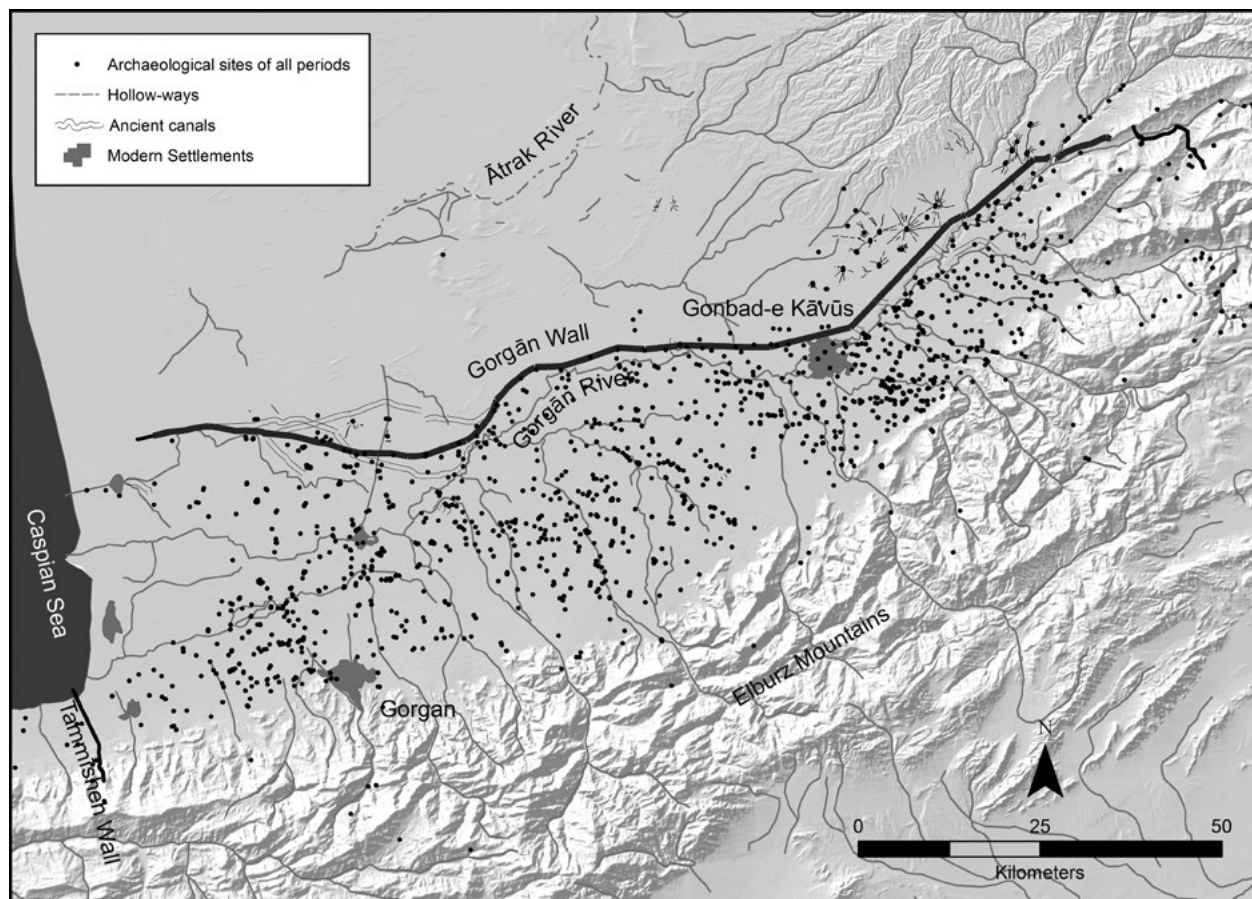 Archaeological sites of all periods
Hollow-ways
Ancient canals
Modern Settlements
Ātrak River
Gonbad-e Kāvūs
Gorgān Wall
Gorgān River
Caspian Sea
Elburz Mountains
Gorgan
Tammisheh Wall
N
0 25 50
Kilometers